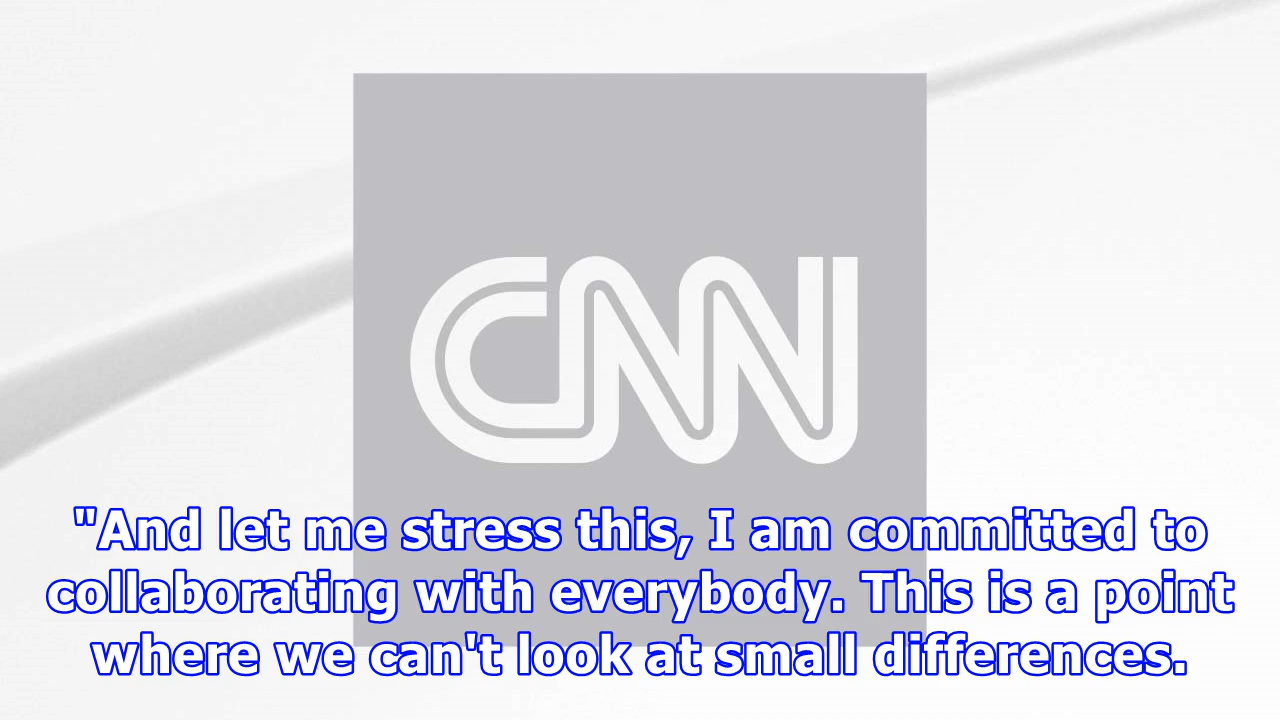 CNN
"And let me stress this, I am committed to
collaborating with everybody. This is a point
where we can't look at small differences.